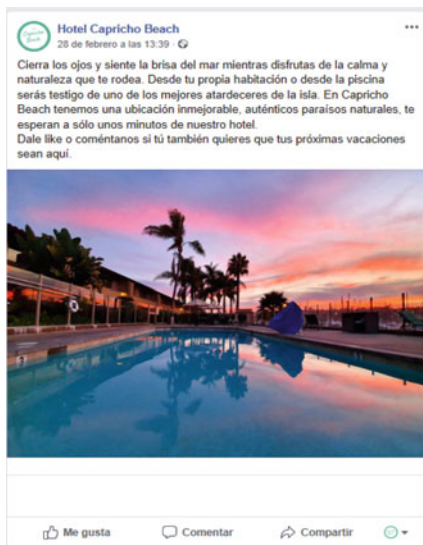 Capricho
Beach
Hotel Capricho Beach
28 de febrero a las 13:39 ·
Cierra los ojos y siente la brisa del mar mientras disfrutas de la calma y
naturaleza que te rodea. Desde tu propia habitación o desde la piscina
serás testigo de uno de los mejores atardeceres de la isla. En Capricho
Beach tenemos una ubicación inmejorable, auténticos paraísos naturales, te
esperan a sólo unos minutos de nuestro hotel.
Dale like o coméntanos si tú también quieres que tus próximas vacaciones
sean aquí.
Me gusta
Comentar
Compartir